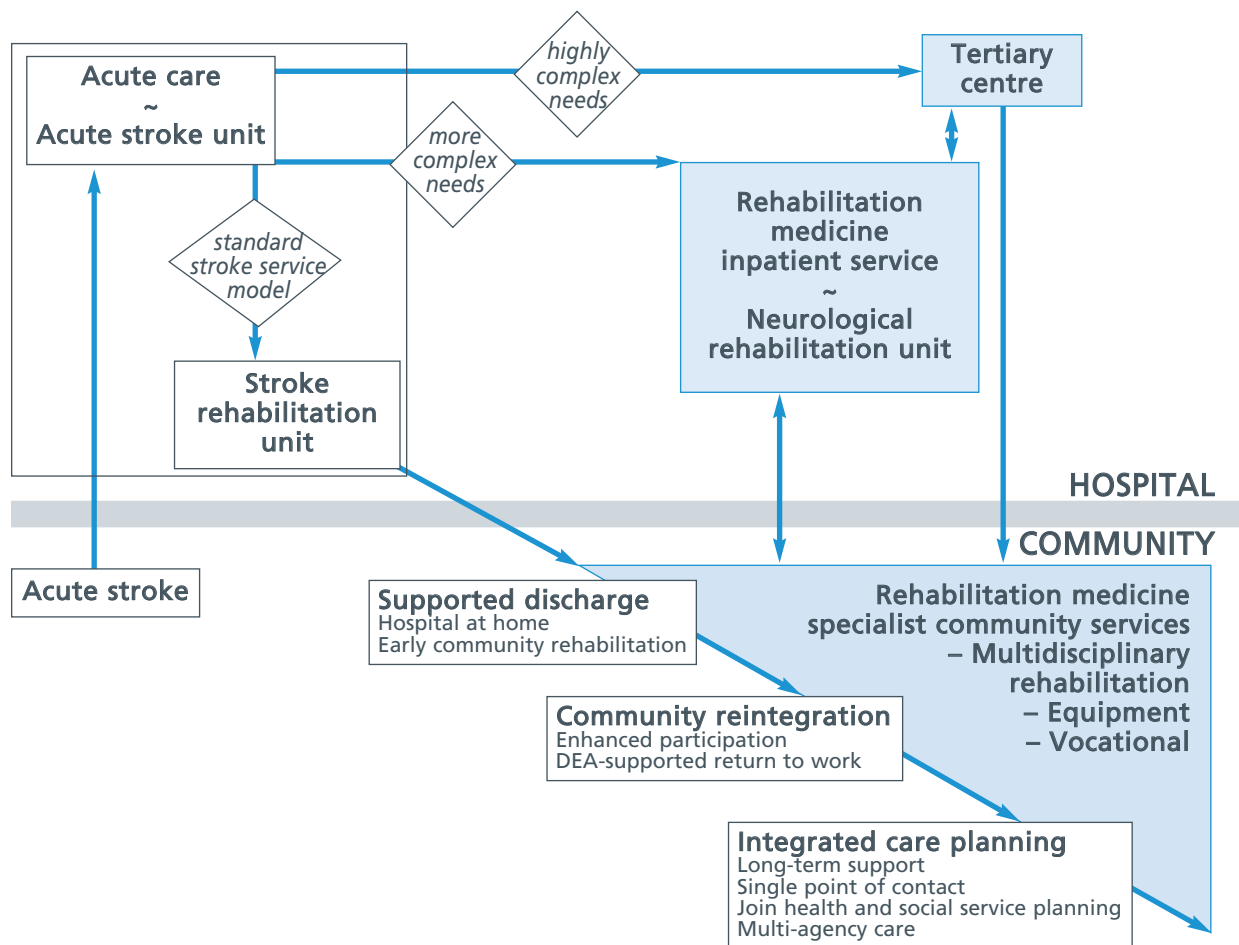 Acute care
~
Acute stroke unit
highly
complex
needs
Tertiary
centre
more
complex
needs
standard
stroke service
model
Rehabilitation
medicine
inpatient service
~
Neurological
rehabilitation unit
Stroke
rehabilitation
unit
HOSPITAL
COMMUNITY
Acute stroke
Supported discharge
Hospital at home
Early community rehabilitation
Rehabilitation medicine
specialist community services
– Multidisciplinary
rehabilitation
– Equipment
– Vocational
Community reintegration
Enhanced participation
DEA-supported return to work
Integrated care planning
Long-term support
Single point of contact
Join health and social service planning
Multi-agency care